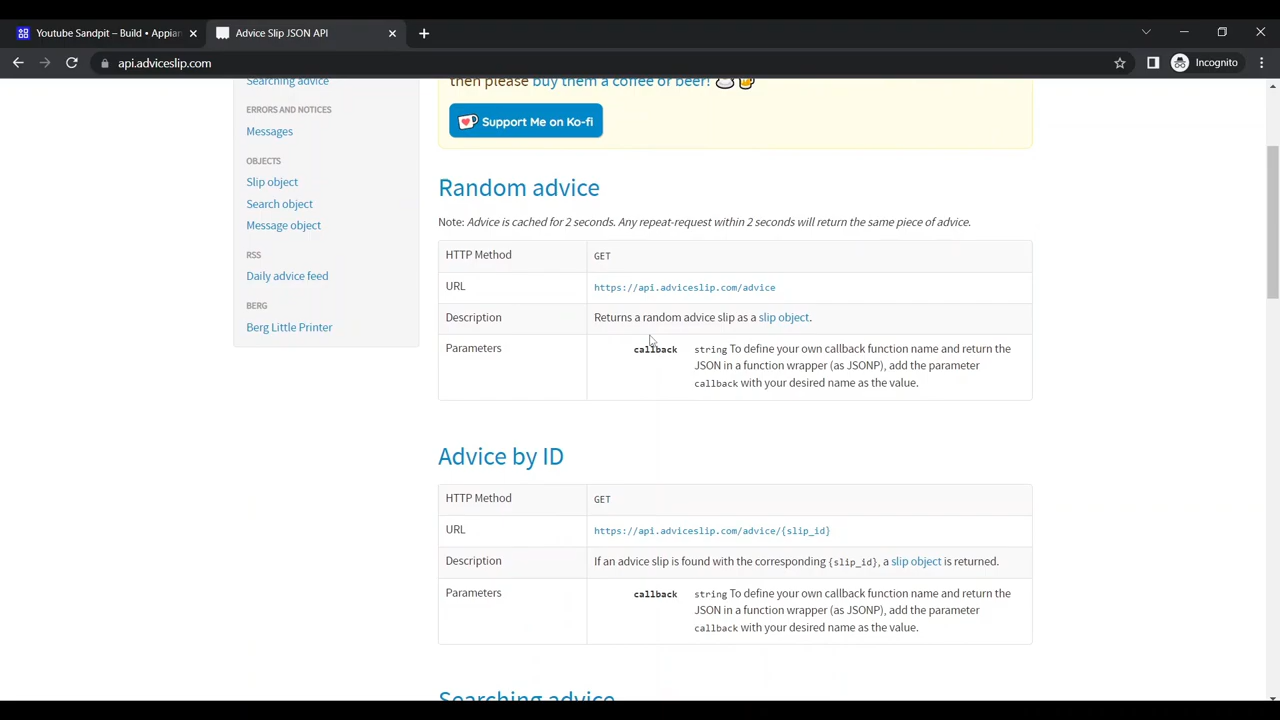 Youtube Sandpit – Build • Appian
Advice Slip JSON API
api.adviceslip.com
Incognito
Searching advice
ERRORS AND NOTICES
Messages
OBJECTS
Slip object
Search object
Message object
RSS
Daily advice feed
BERG
Berg Little Printer
then please buy them a coffee or beer!
Support Me on Ko-fi
Random advice
Note: Advice is cached for 2 seconds. Any repeat-request within 2 seconds will return the same piece of advice.
HTTP Method GET
URL https://api.adviceslip.com/advice
Description Returns a random advice slip as a slip object.
Parameters callback string To define your own callback function name and return the
JSON in a function wrapper (as JSONP), add the parameter
callback with your desired name as the value.
Advice by ID
HTTP Method GET
URL https://api.adviceslip.com/advice/{slip_id}
Description If an advice slip is found with the corresponding {slip_id}, a slip object is returned.
Parameters callback string To define your own callback function name and return the
JSON in a function wrapper (as JSONP), add the parameter
callback with your desired name as the value.
Searching advice